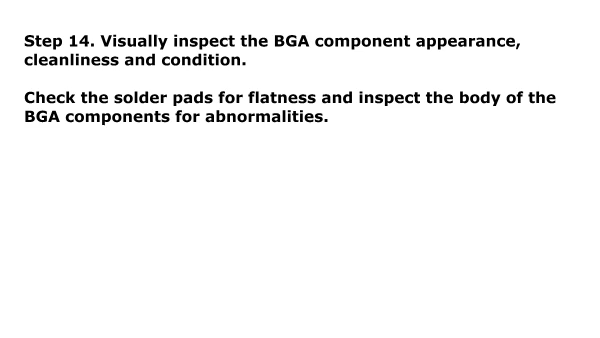 Step 14. Visually inspect the BGA component appearance,
cleanliness and condition.
Check the solder pads for flatness and inspect the body of the
BGA components for abnormalities.